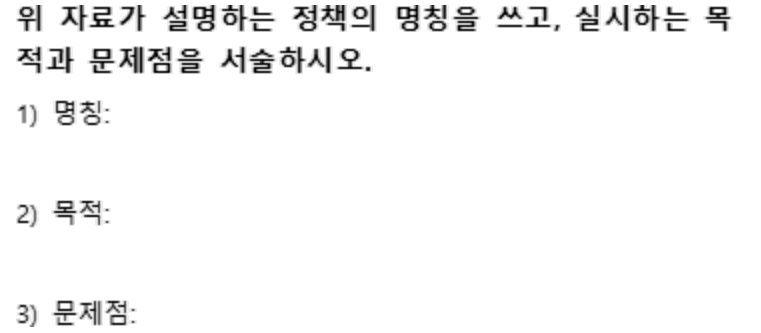 위 자료가 설명하는 정책의 명칭을 쓰고, 실시하는 목
적과 문제점을 서술하시오.
1) 명칭:
2) 목적:
3) 문제점: